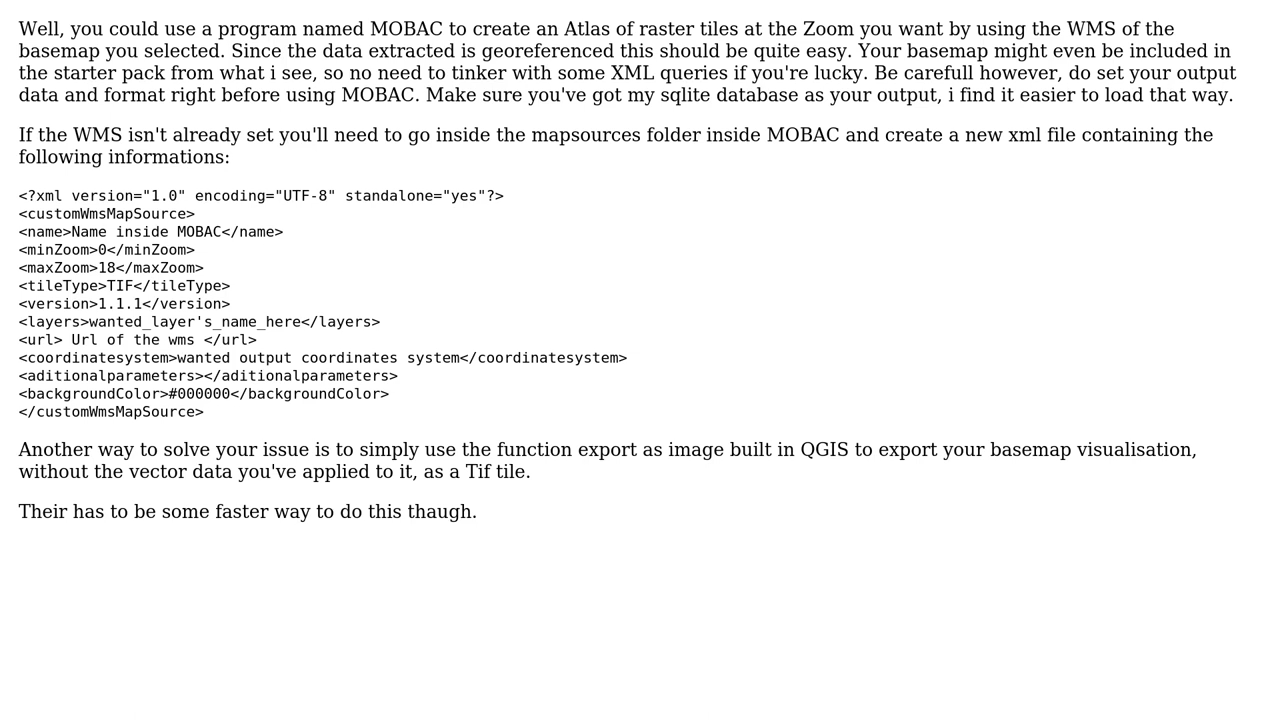 Well, you could use a program named MOBAC to create an Atlas of raster tiles at the Zoom you want by using the WMS of the
basemap you selected. Since the data extracted is georeferenced this should be quite easy. Your basemap might even be included in
the starter pack from what i see, so no need to tinker with some XML queries if you're lucky. Be carefull however, do set your output
data and format right before using MOBAC. Make sure you've got my sqlite database as your output, i find it easier to load that way.
If the WMS isn't already set you'll need to go inside the mapsources folder inside MOBAC and create a new xml file containing the
following informations:
<?xml version="1.0" encoding="UTF-8" standalone="yes"?>
<customWmsMapSource>
<name>Name inside MOBAC</name>
<minZoom>0</minZoom>
<maxZoom>18</maxZoom>
<tileType>TIF</tileType>
<version>1.1.1</version>
<layers>wanted_layer's_name_here</layers>
<url> Url of the wms </url>
<coordinatesystem>wanted output coordinates system</coordinatesystem>
<aditionalparameters></aditionalparameters>
<backgroundColor>#000000</backgroundColor>
</customWmsMapSource>
Another way to solve your issue is to simply use the function export as image built in QGIS to export your basemap visualisation,
without the vector data you've applied to it, as a Tif tile.
Their has to be some faster way to do this thaugh.